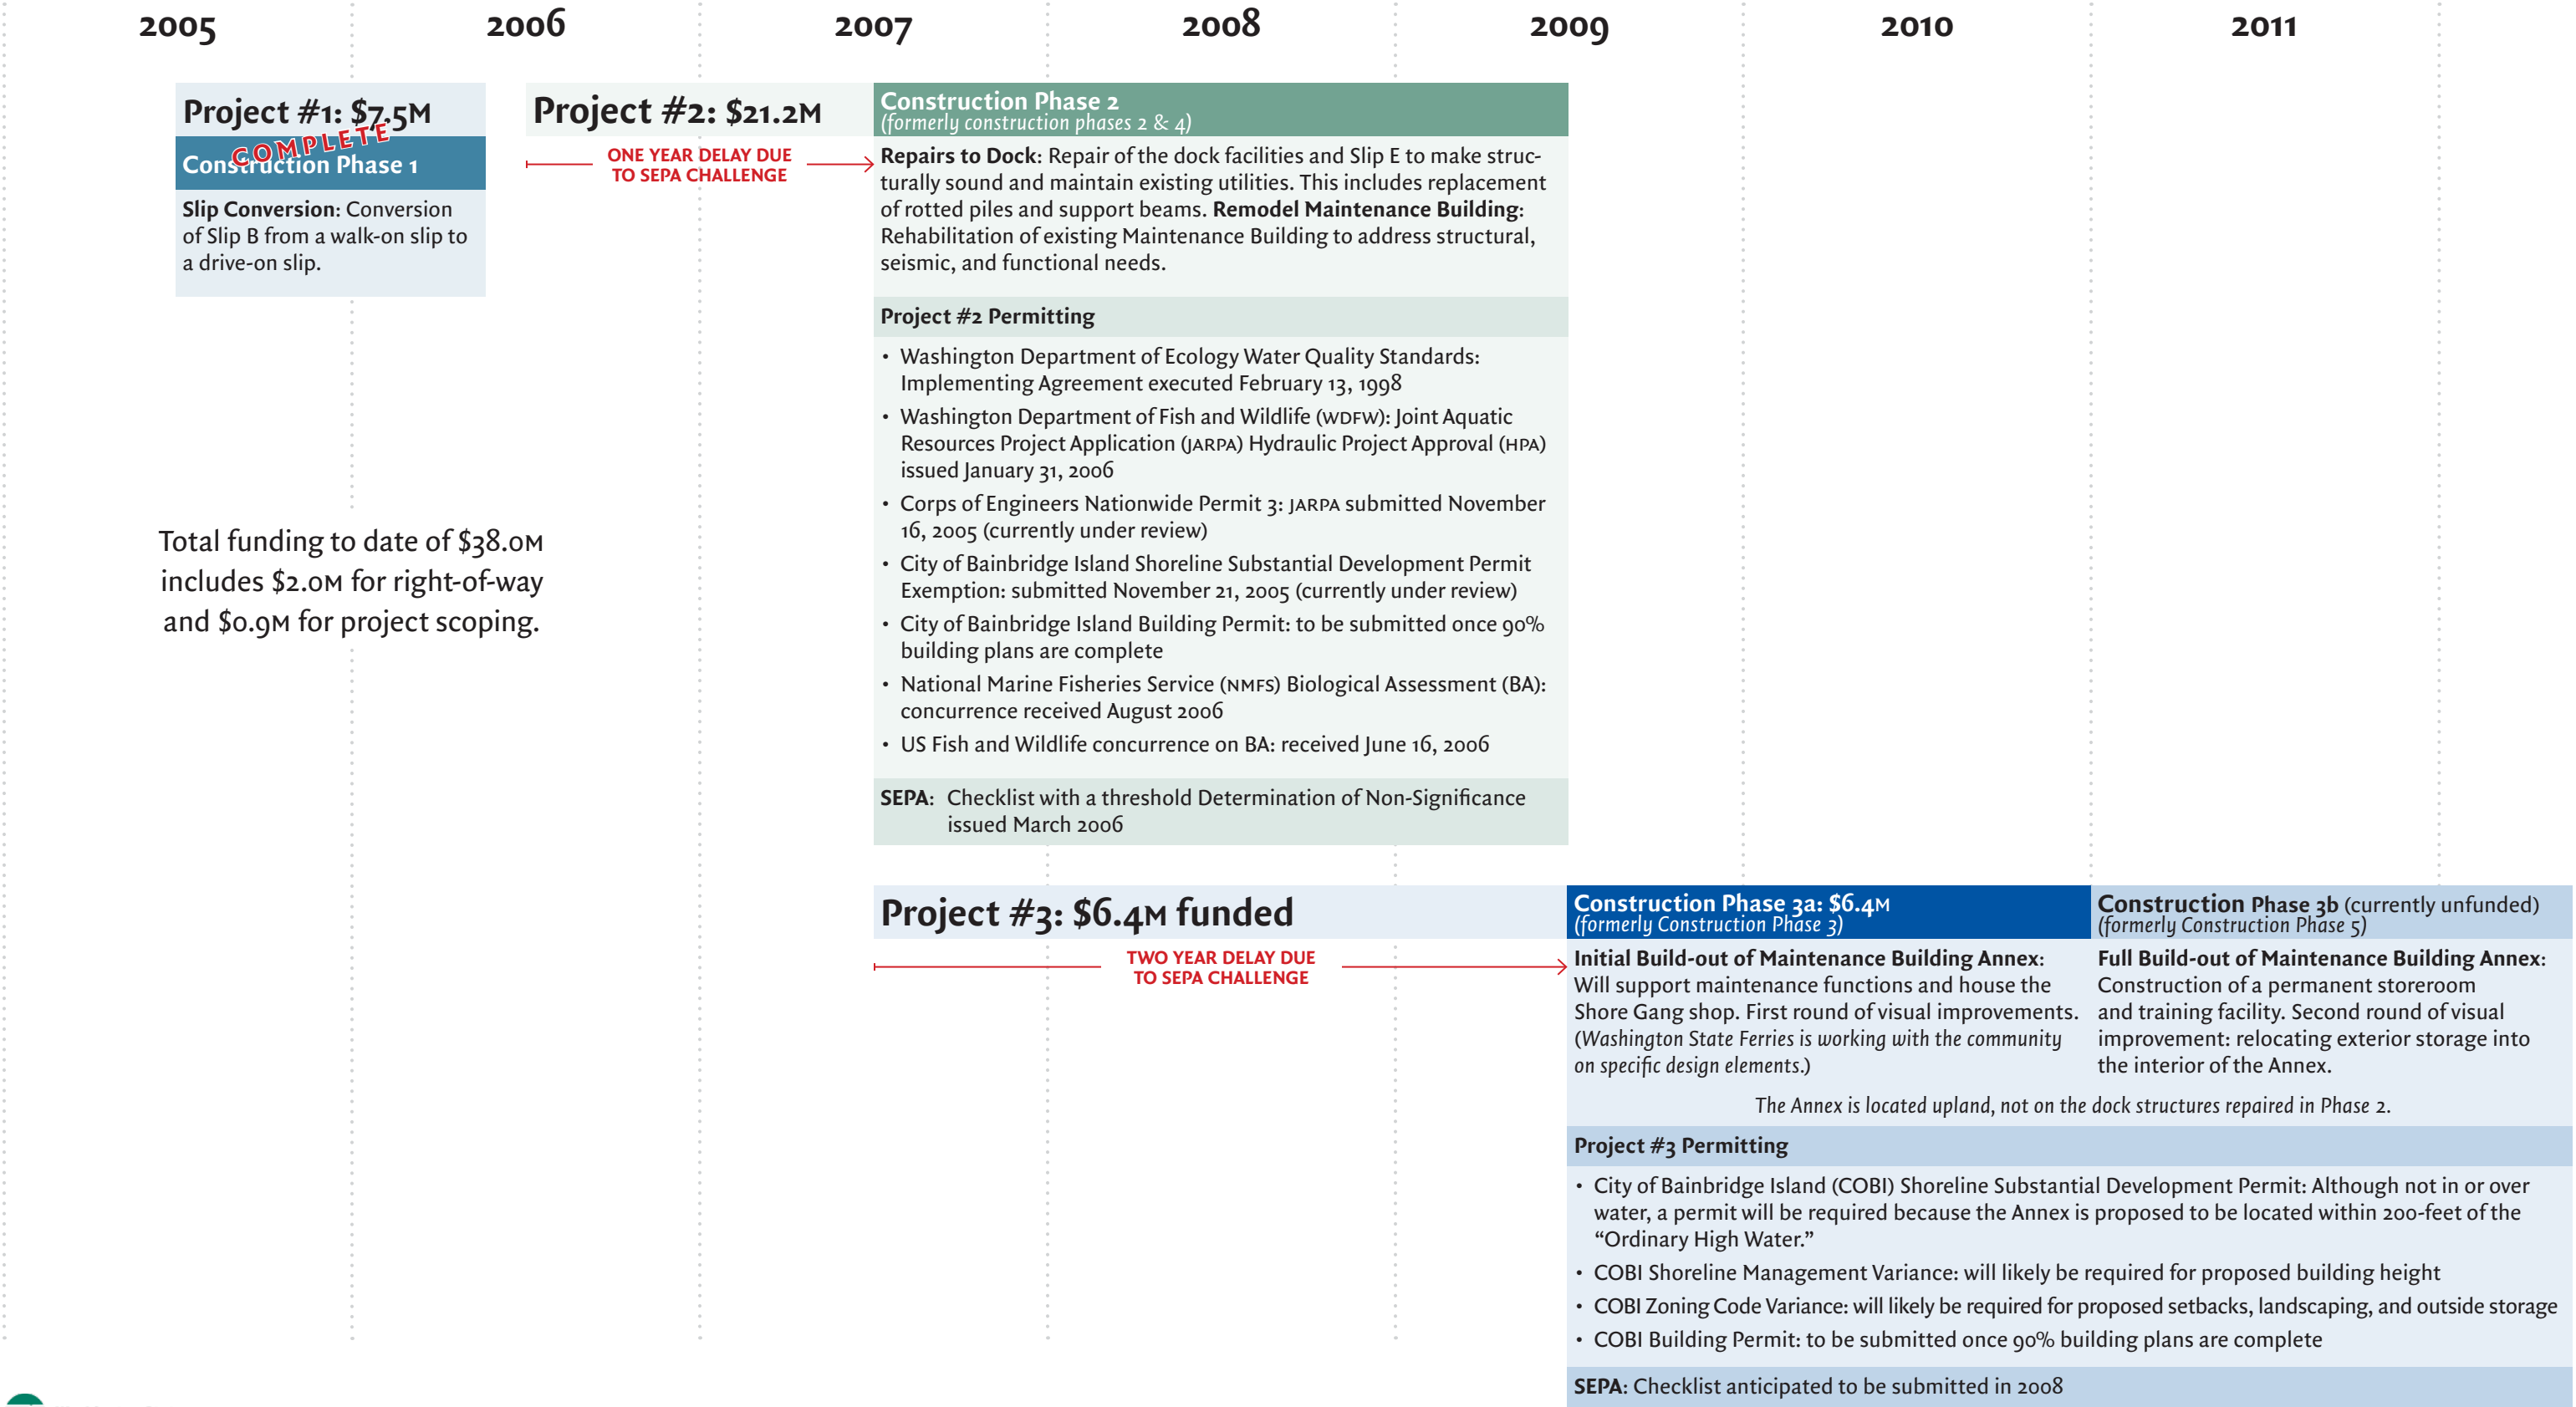 2005 2006 2007 2008 2009 2010 2011
Project #1: $7.5M
COMPLETE
Construction Phase 1
Slip Conversion: Conversion
of Slip B from a walk-on slip to
a drive-on slip.
Total funding to date of $38.0M
includes $2.0M for right-of-way
and $0.9M for project scoping.
Project #2: $21.2M
ONE YEAR DELAY DUE
TO SEPA CHALLENGE
Construction Phase 2
(formerly construction phases 2 & 4)
Repairs to Dock: Repair of the dock facilities and Slip E to make struc-
turally sound and maintain existing utilities. This includes replacement
of rotted piles and support beams. Remodel Maintenance Building:
Rehabilitation of existing Maintenance Building to address structural,
seismic, and functional needs.
Project #2 Permitting
• Washington Department of Ecology Water Quality Standards:
Implementing Agreement executed February 13, 1998
• Washington Department of Fish and Wildlife (WDFW): Joint Aquatic
Resources Project Application (JARPA) Hydraulic Project Approval (HPA)
issued January 31, 2006
• Corps of Engineers Nationwide Permit 3: JARPA submitted November
16, 2005 (currently under review)
• City of Bainbridge Island Shoreline Substantial Development Permit
Exemption: submitted November 21, 2005 (currently under review)
• City of Bainbridge Island Building Permit: to be submitted once 90%
building plans are complete
• National Marine Fisheries Service (NMFS) Biological Assessment (BA):
concurrence received August 2006
• US Fish and Wildlife concurrence on BA: received June 16, 2006
SEPA: Checklist with a threshold Determination of Non-Significance
issued March 2006
Project #3: $6.4M funded
TWO YEAR DELAY DUE
TO SEPA CHALLENGE
Construction Phase 3a: $6.4M
(formerly Construction Phase 3)
Initial Build-out of Maintenance Building Annex:
Will support maintenance functions and house the
Shore Gang shop. First round of visual improvements.
(Washington State Ferries is working with the community
on specific design elements.)
Construction Phase 3b (currently unfunded)
(formerly Construction Phase 5)
Full Build-out of Maintenance Building Annex:
Construction of a permanent storeroom
and training facility. Second round of visual
improvement: relocating exterior storage into
the interior of the Annex.
The Annex is located upland, not on the dock structures repaired in Phase 2.
Project #3 Permitting
• City of Bainbridge Island (COBI) Shoreline Substantial Development Permit: Although not in or over
water, a permit will be required because the Annex is proposed to be located within 200-feet of the
“Ordinary High Water.”
• COBI Shoreline Management Variance: will likely be required for proposed building height
• COBI Zoning Code Variance: will likely be required for proposed setbacks, landscaping, and outside storage
• COBI Building Permit: to be submitted once 90% building plans are complete
SEPA: Checklist anticipated to be submitted in 2008